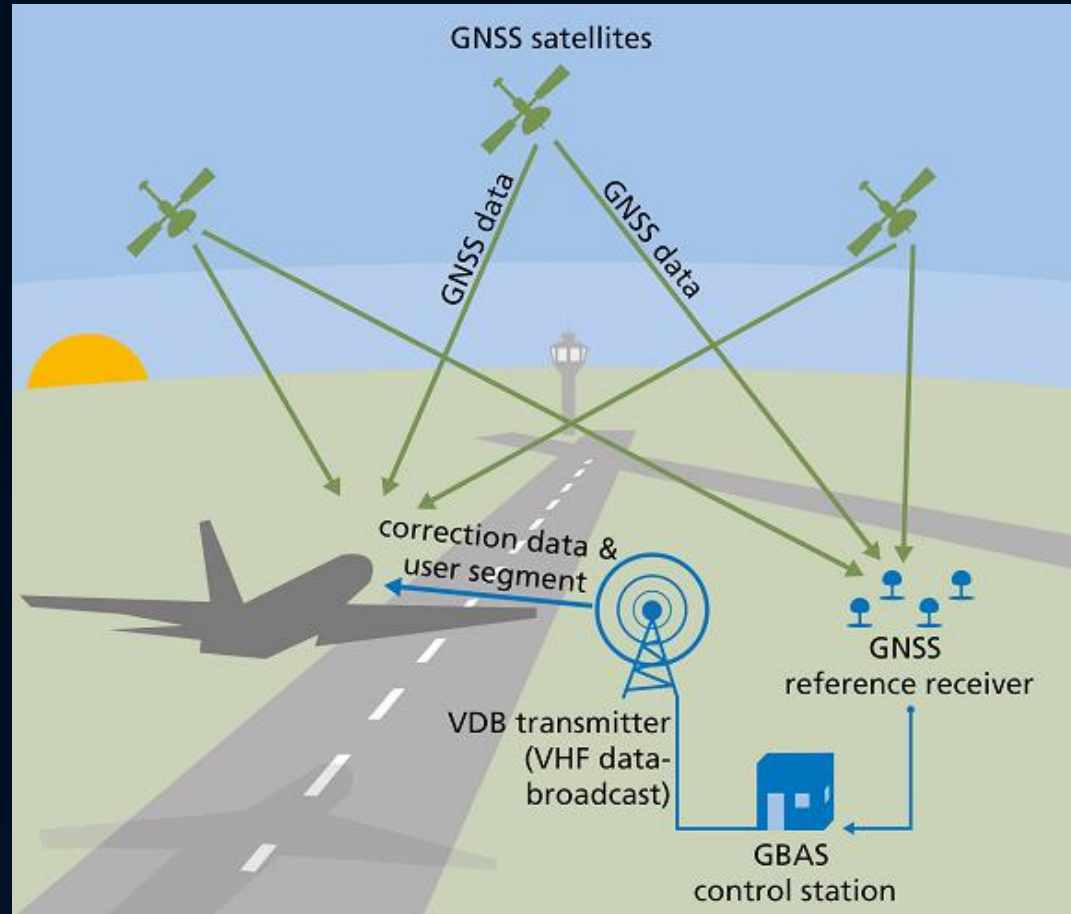 GNSS satellites
GNSS data
GNSS data
correction data &
user segment
GNSS
reference receiver
VDB transmitter
(VHF data-
broadcast)
GBAS
control station